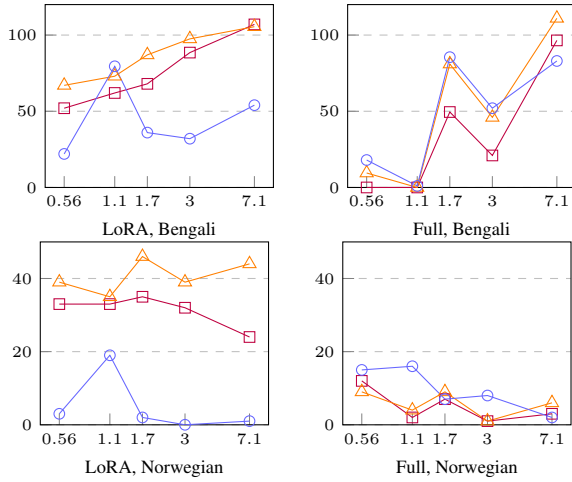 100
50
0
0.56 1.1 1.7 3 7.1
LoRA, Bengali
100
50
0
0.56 1.1 1.7 3 7.1
Full, Bengali
40
20
0
0.56 1.1 1.7 3 7.1
LoRA, Norwegian
40
20
0
0.56 1.1 1.7 3 7.1
Full, Norwegian